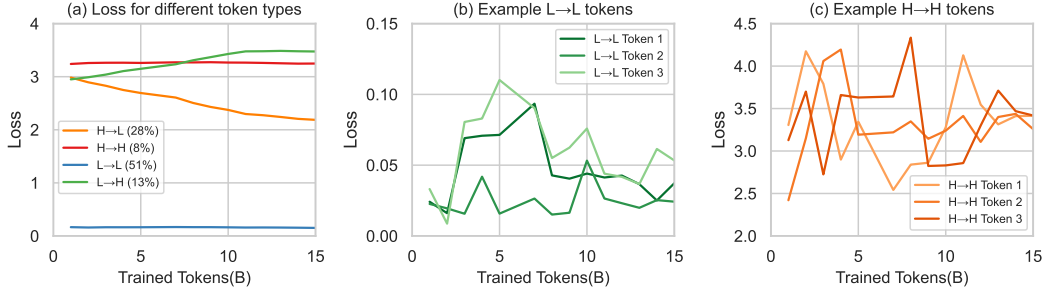 (a) Loss for different token types
4
3
2
1
0
Loss
H→L (28%)
H→H (8%)
L→L (51%)
L→H (13%)
0
5
10
15
Trained Tokens(B)
(b) Example L→L tokens
0.15
0.10
0.05
0.00
Loss
L→L Token 1
L→L Token 2
L→L Token 3
0
5
10
15
Trained Tokens(B)
(c) Example H→H tokens
4.5
4.0
3.5
3.0
2.5
2.0
Loss
H→H Token 1
H→H Token 2
H→H Token 3
0
5
10
15
Trained Tokens(B)